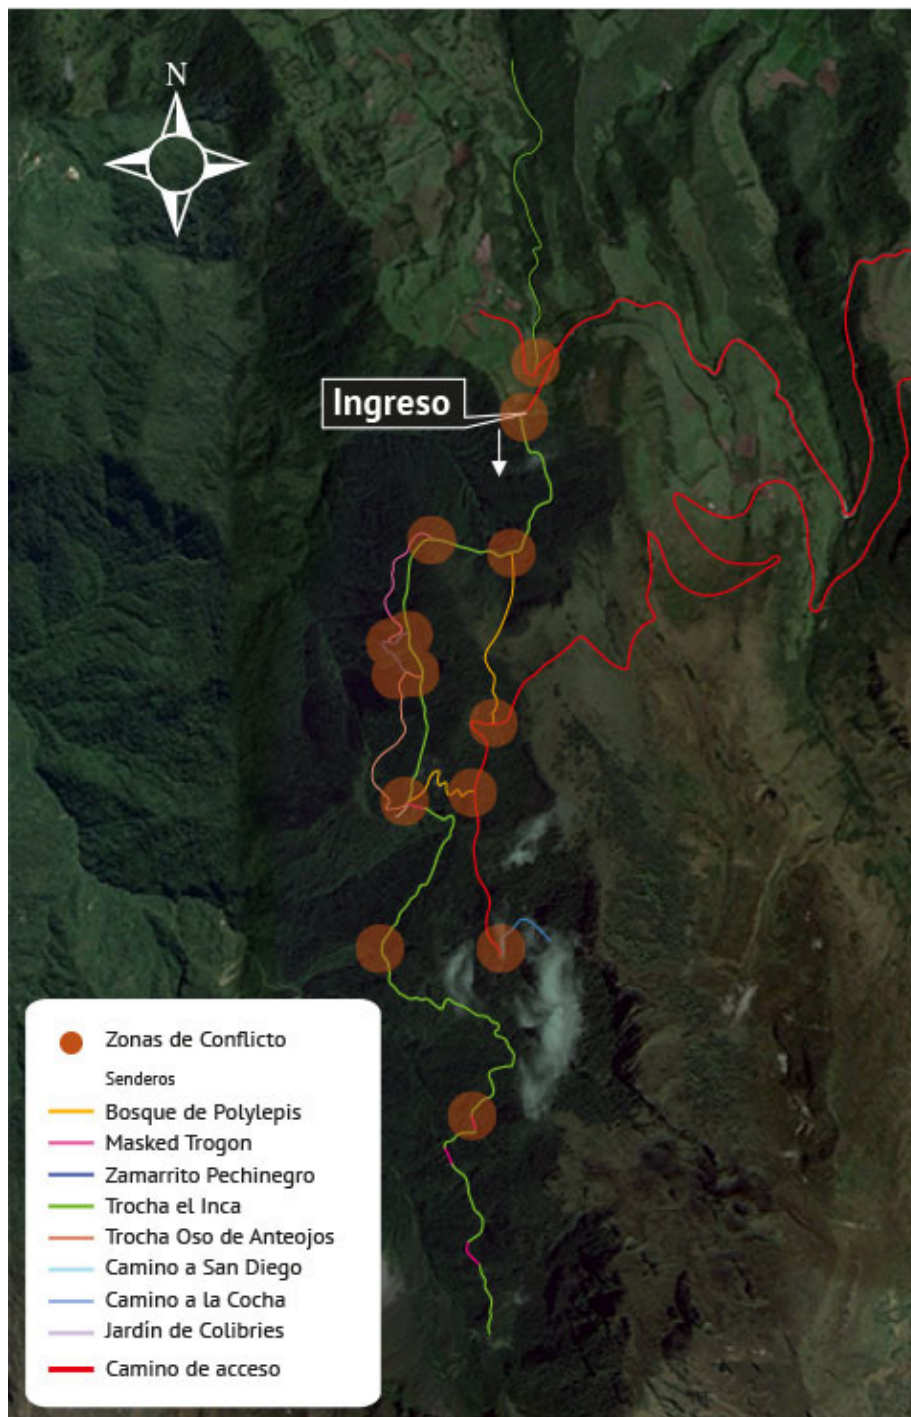 N
Ingreso
Zonas de Conflicto
Senderos
Bosque de Polylepis
Masked Trogon
Zamarrito Pechinegro
Trocha el Inca
Trocha Oso de Anteojos
Camino a San Diego
Camino a la Cocha
Jardín de Colibries
Camino de acceso